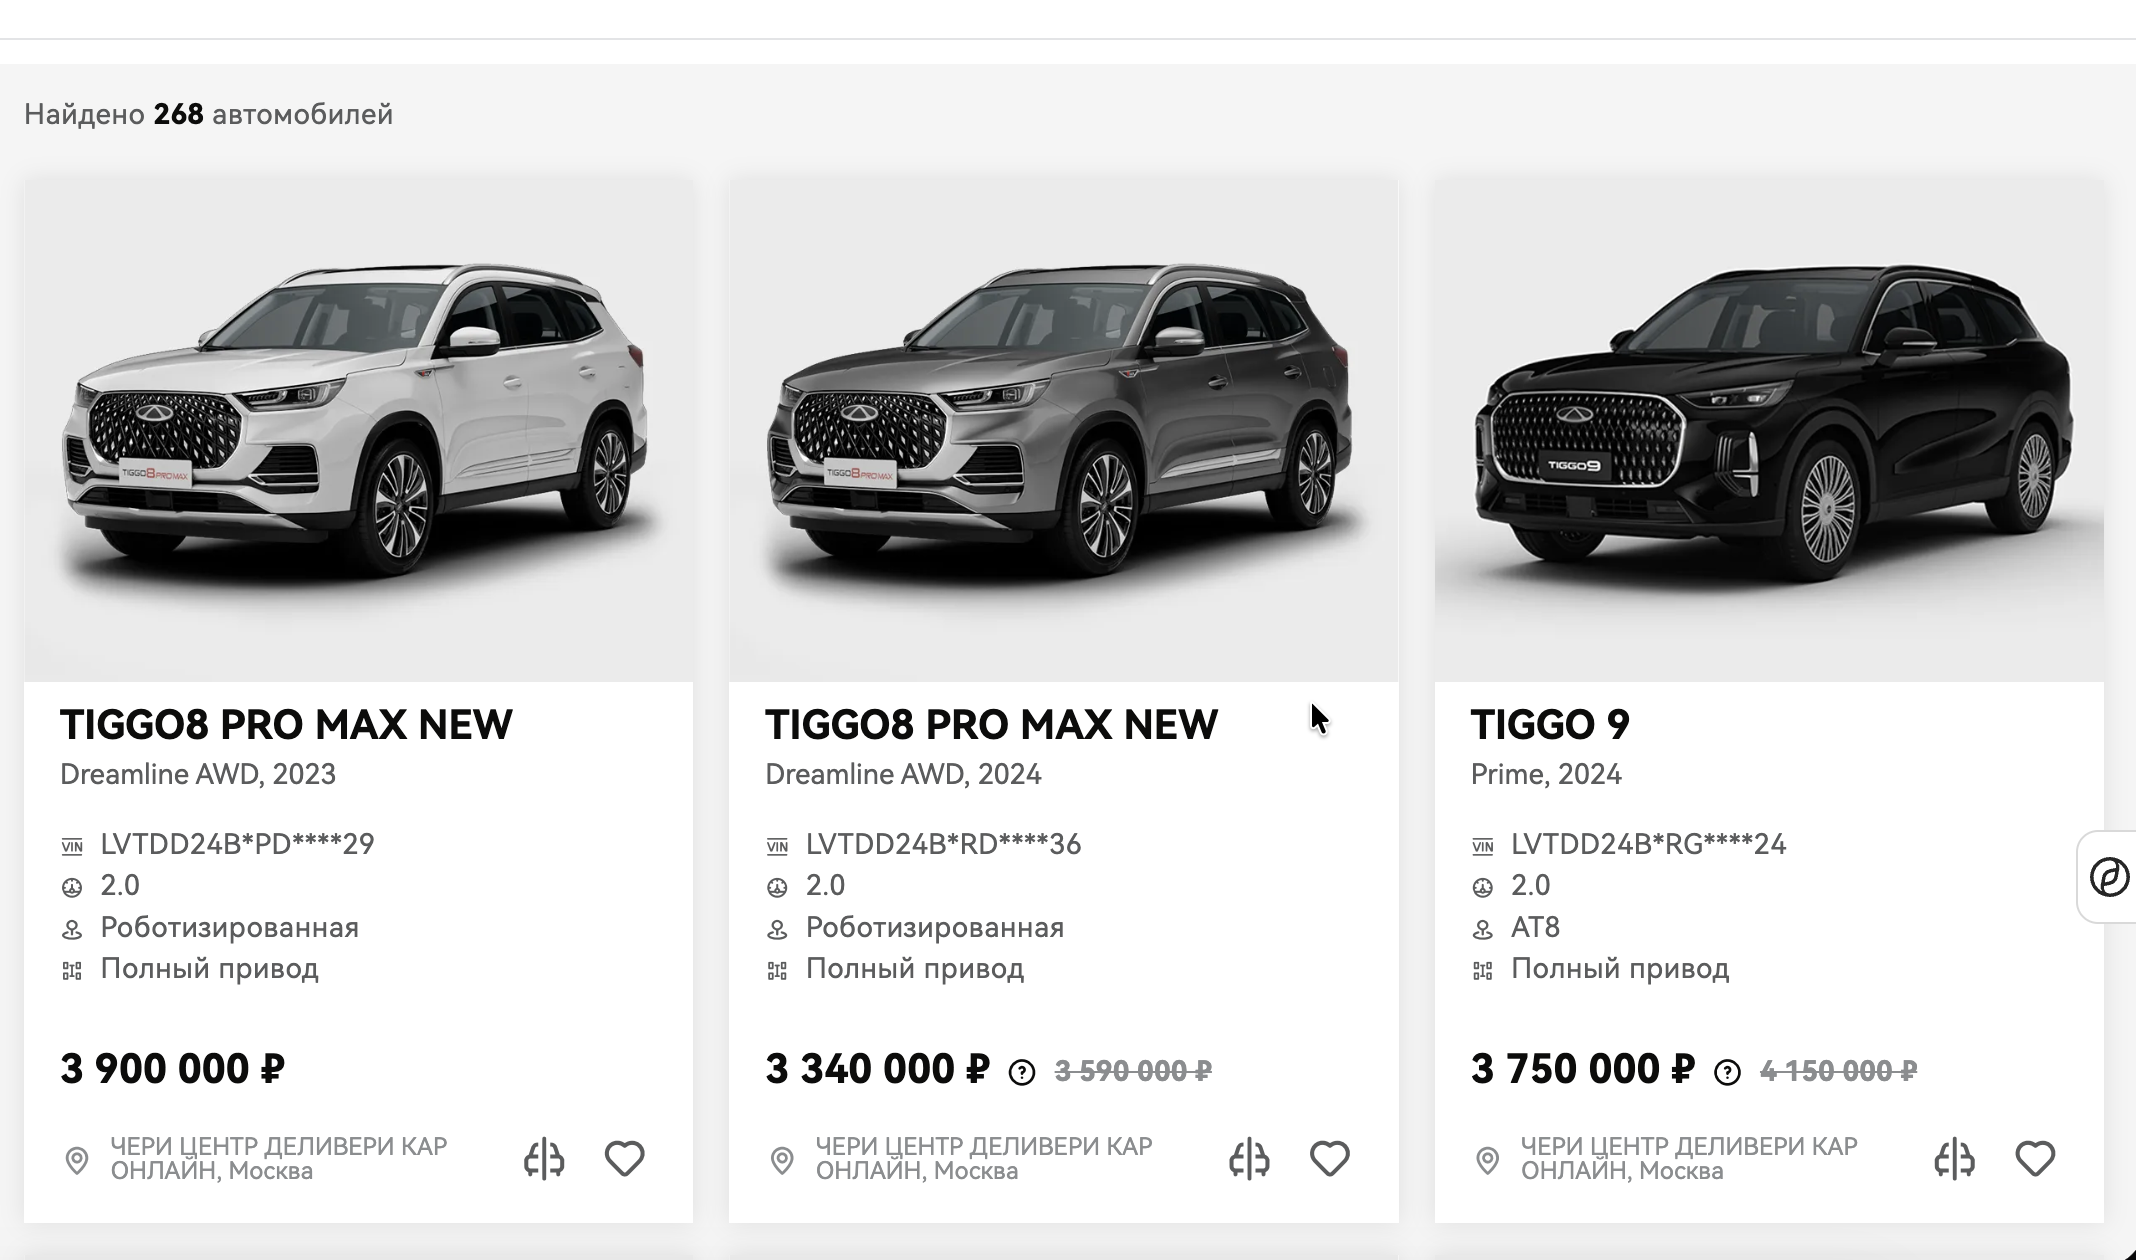 Найдено 268 автомобилей
TIGGO8PROMAX
TIGGO8PROMAX
TIGGO9
TIGGO8 PRO MAX NEW
Dreamline AWD, 2023
VIN LVTDD24B*PD****29
2.0
Роботизированная
Полный привод
3 900 000 ₽
ЧЕРИ ЦЕНТР ДЕЛИВЕРИ КАР
ОНЛАЙН, Москва
TIGGO8 PRO MAX NEW
Dreamline AWD, 2024
VIN LVTDD24B*RD****36
2.0
Роботизированная
Полный привод
3 340 000 ₽ ? 3 590 000 ₽
ЧЕРИ ЦЕНТР ДЕЛИВЕРИ КАР
ОНЛАЙН, Москва
TIGGO 9
Prime, 2024
VIN LVTDD24B*RG****24
2.0
AT8
Полный привод
3 750 000 ₽ ? 4 150 000 ₽
ЧЕРИ ЦЕНТР ДЕЛИВЕРИ КАР
ОНЛАЙН, Москва